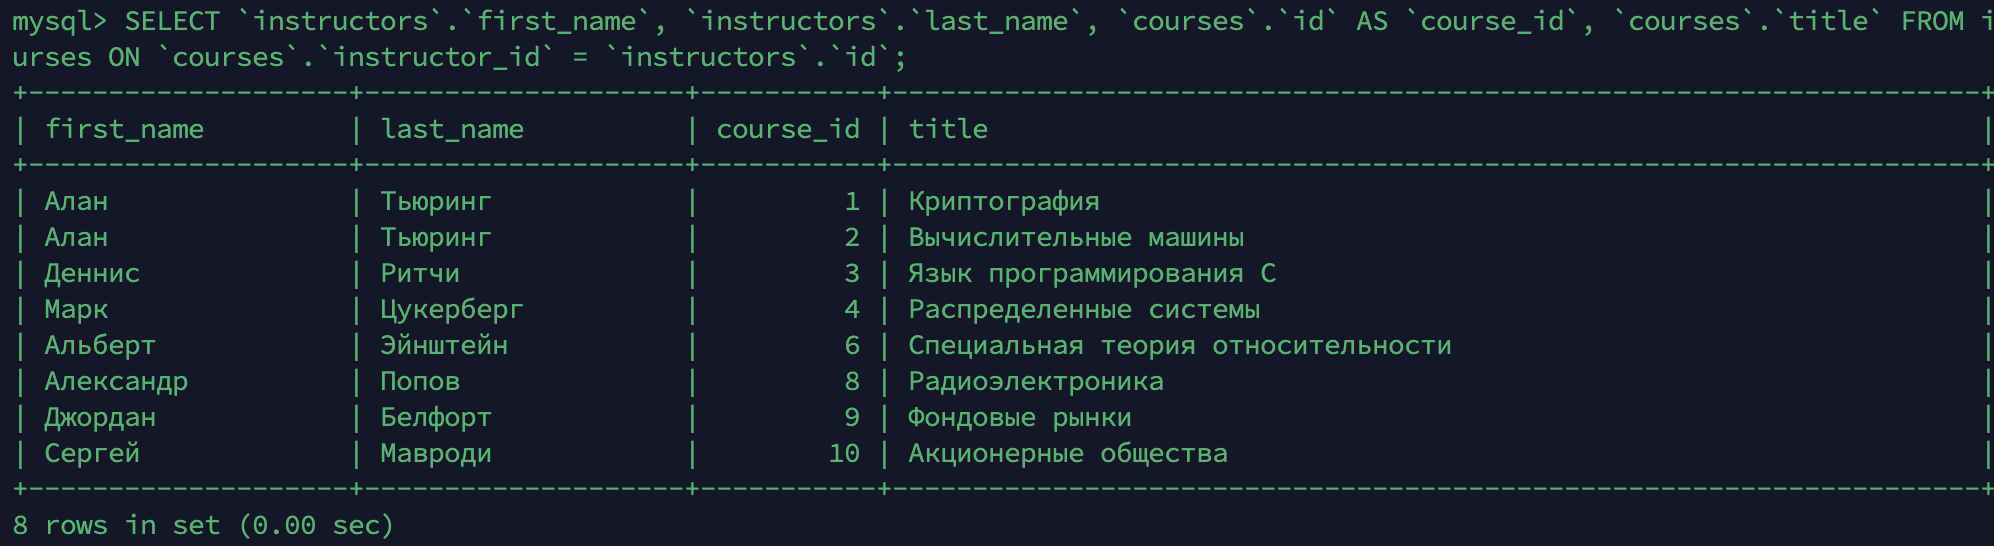 mysql> SELECT `instructors`.`first_name`, `instructors`.`last_name`, `courses`.`id` AS `course_id`, `courses`.`title` FROM i
urses ON `courses`.`instructor_id` = `instructors`.`id`;
+--------------------+--------------------+-----------+--------------------------------------------------------------------+
| first_name         | last_name          | course_id | title                                                              |
+--------------------+--------------------+-----------+--------------------------------------------------------------------+
| Алан               | Тьюринг            |         1 | Криптография                                                       |
| Алан               | Тьюринг            |         2 | Вычислительные машины                                              |
| Деннис             | Ритчи              |         3 | Язык программирования C                                            |
| Марк               | Цукерберг          |         4 | Распределенные системы                                             |
| Альберт            | Эйнштейн           |         6 | Специальная теория относительности                                 |
| Александр          | Попов              |         8 | Радиоэлектроника                                                   |
| Джордан            | Белфорт            |         9 | Фондовые рынки                                                     |
| Сергей             | Мавроди            |        10 | Акционерные общества                                               |
+--------------------+--------------------+-----------+--------------------------------------------------------------------+
8 rows in set (0.00 sec)